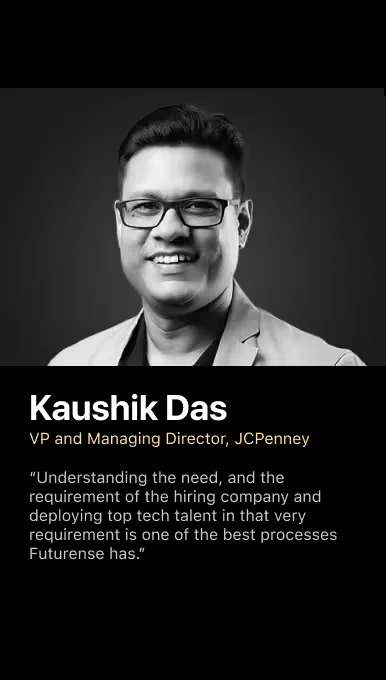 Kaushik Das
VP and Managing Director, JCPenney
“Understanding the need, and the
requirement of the hiring company and
deploying top tech talent in that very
requirement is one of the best processes
Futurense has.”